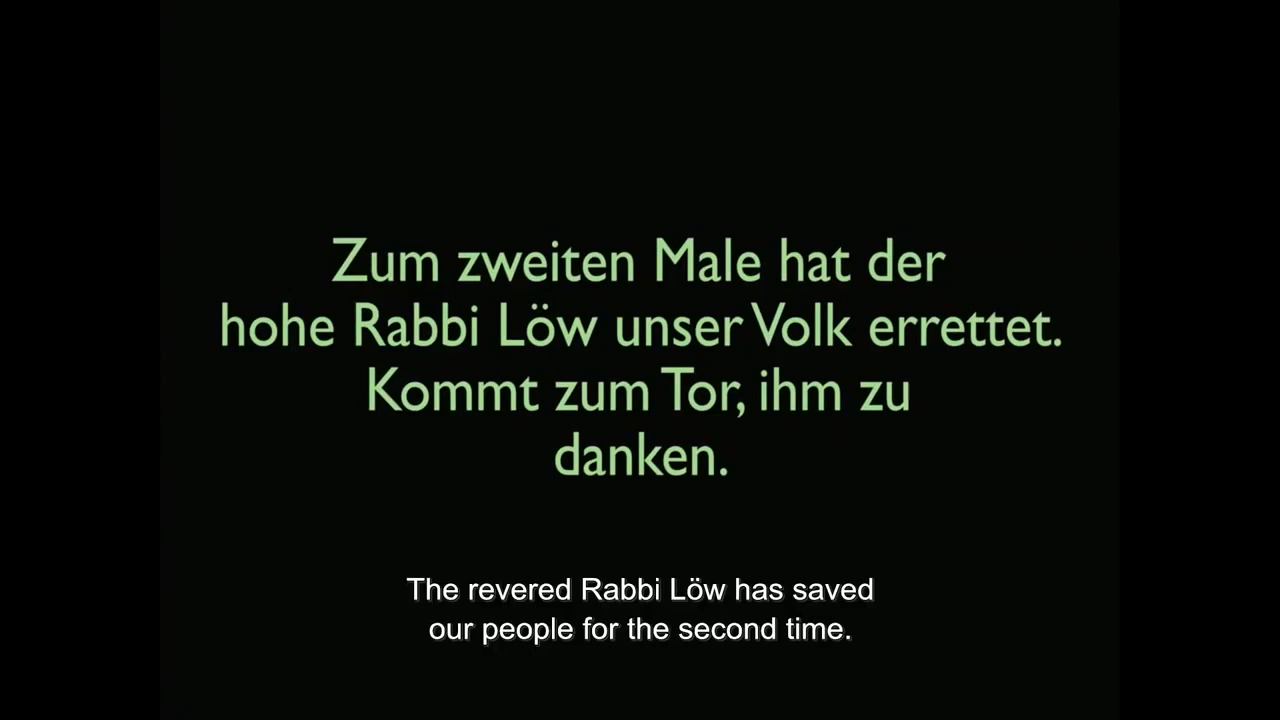 Zum zweiten Male hat der
hohe Rabbi Löw unser Volk errettet.
Kommt zum Tor, ihm zu
danken.
The revered Rabbi Löw has saved
our people for the second time.